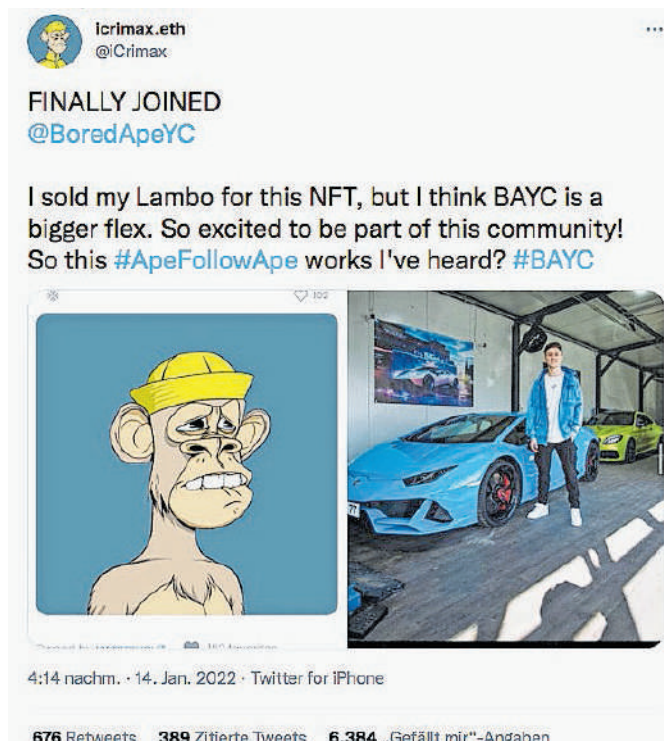 icrimax.eth
@iCrimax
FINALLY JOINED
@BoredApeYC
I sold my Lambo for this NFT, but I think BAYC is a
bigger flex. So excited to be part of this community!
So this #ApeFollowApe works I've heard? #BAYC
4:14 nachm. · 14. Jan. 2022 · Twitter for iPhone
676 Retweets 389 Zitierte Tweets 6.384 „Gefällt mir"-Angaben